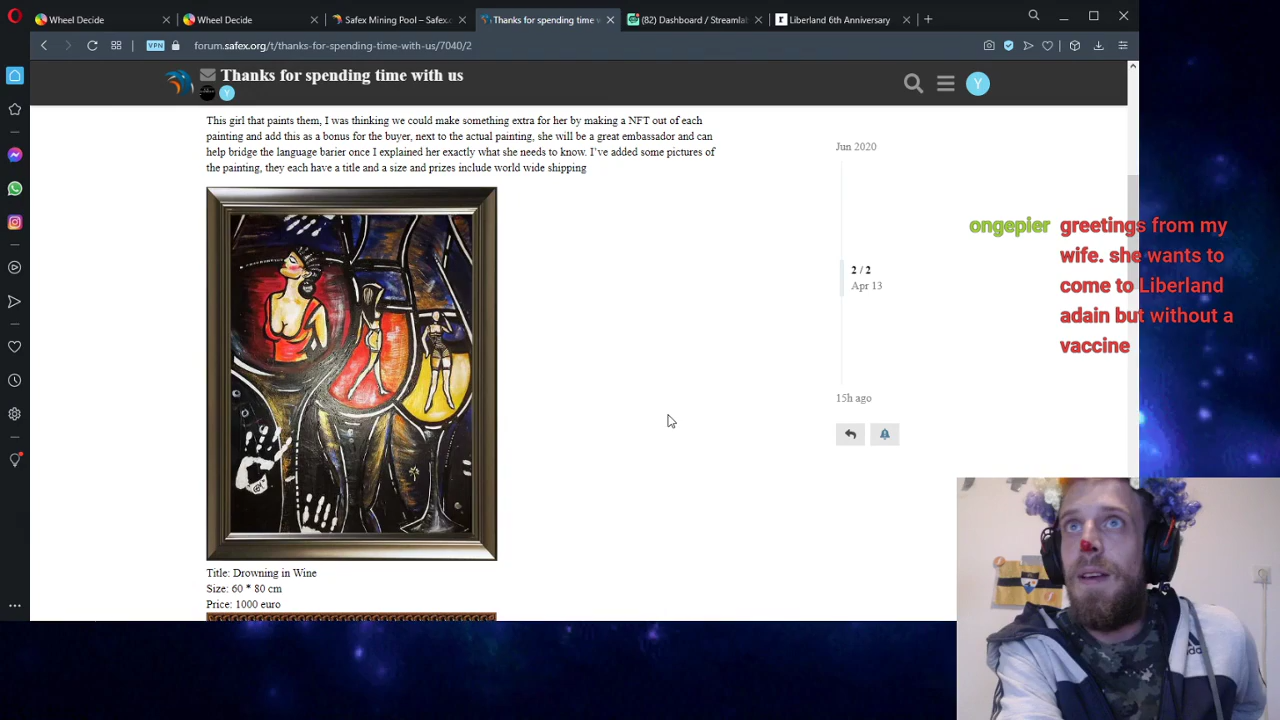 Wheel Decide
Wheel Decide
Safex Mining Pool – Safex.o
Thanks for spending time w
(82) Dashboard / Streamlab
Liberland 6th Anniversary
VPN
forum.safex.org/t/thanks-for-spending-time-with-us/7040/2
Thanks for spending time with us
Y
Y
This girl that paints them, I was thinking we could make something extra for her by making a NFT out of each
painting and add this as a bonus for the buyer, next to the actual painting, she will be a great embassador and can
help bridge the language barier once I explained her exactly what she needs to know. I've added some pictures of
the painting, they each have a title and a size and prizes include world wide shipping
Jun 2020
2 / 2
Apr 13
15h ago
ongepier greetings from my
wife. she wants to
come to Liberland
adain but without a
vaccine
Title: Drowning in Wine
Size: 60 * 80 cm
Price: 1000 euro